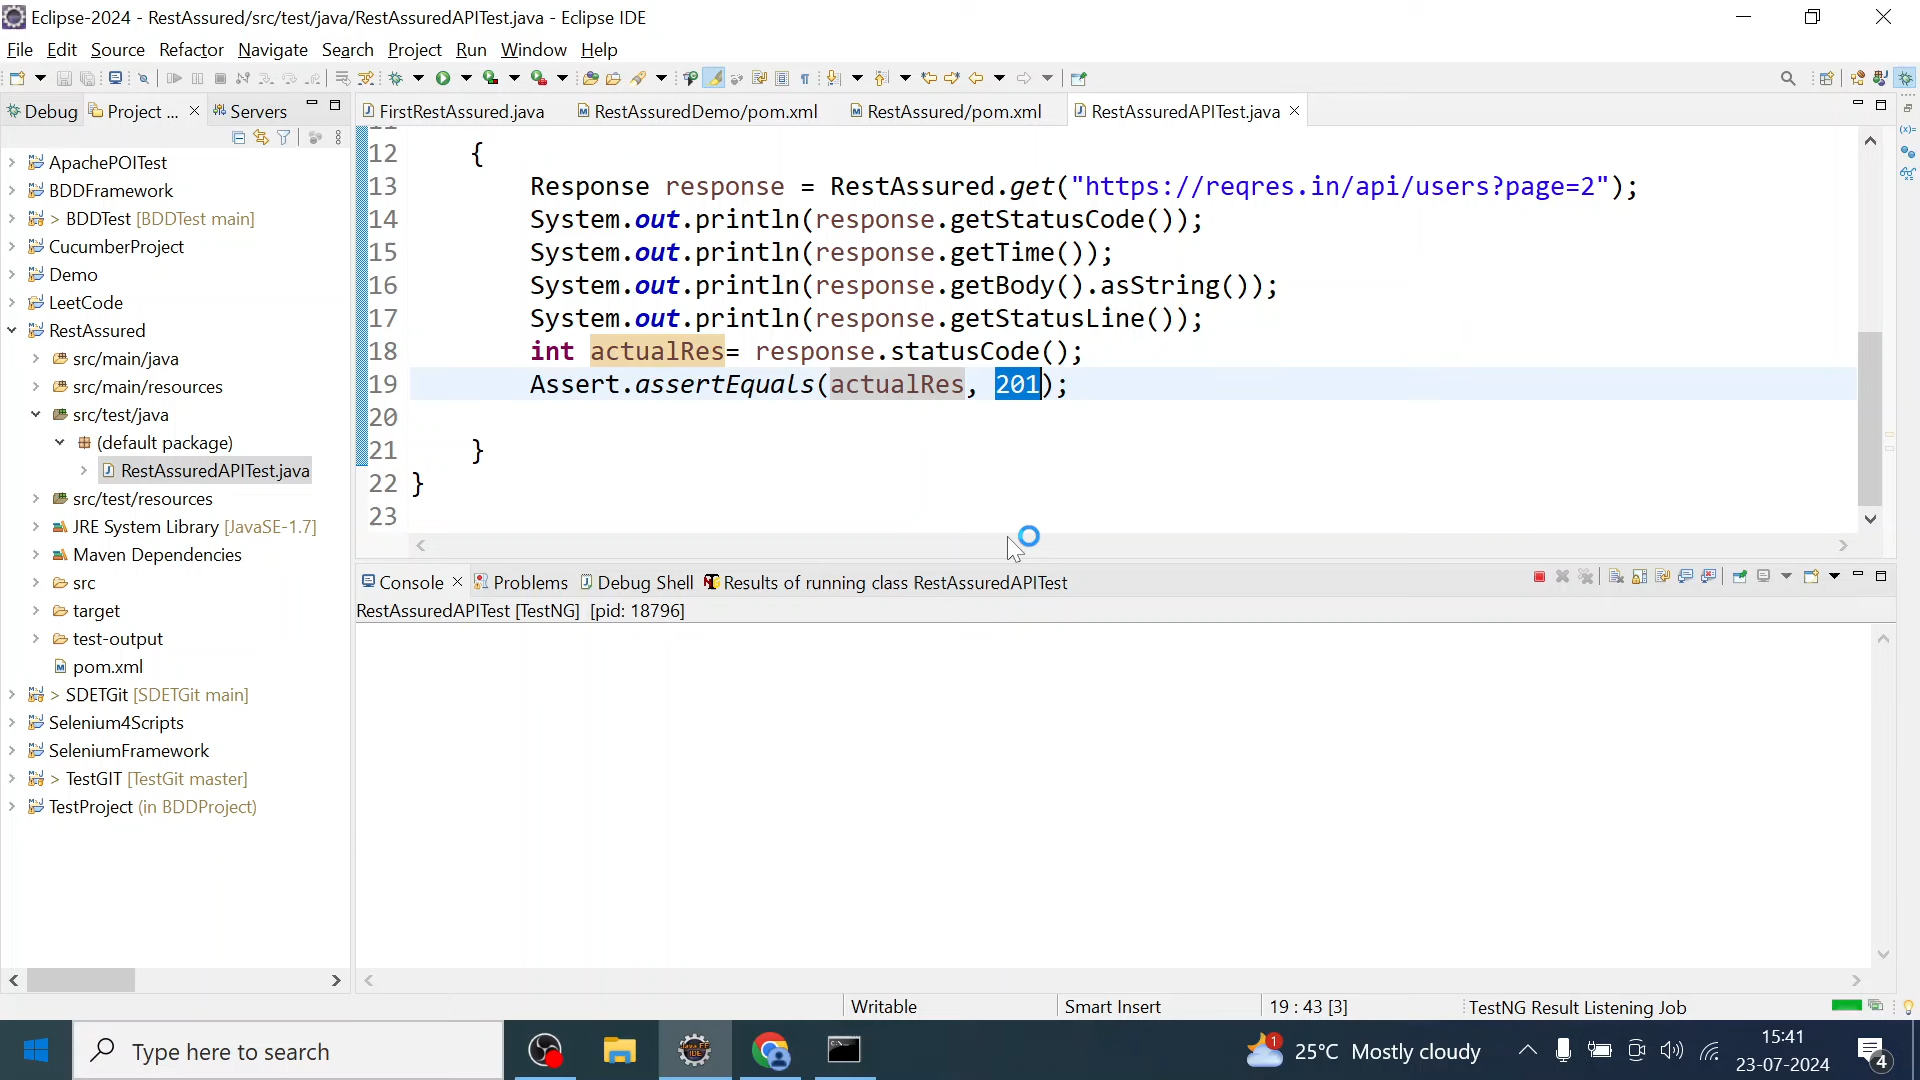 Eclipse-2024 - RestAssured/src/test/java/RestAssuredAPITest.java - Eclipse IDE
File Edit Source Refactor Navigate Search Project Run Window Help
Debug Project ... Servers
FirstRestAssured.java RestAssuredDemo/pom.xml RestAssured/pom.xml RestAssuredAPITest.java
ApachePOITest
BDDFramework
> BDDTest [BDDTest main]
CucumberProject
Demo
LeetCode
RestAssured
src/main/java
src/main/resources
src/test/java
(default package)
RestAssuredAPITest.java
src/test/resources
JRE System Library [JavaSE-1.7]
Maven Dependencies
src
target
test-output
pom.xml
> SDETGit [SDETGit main]
Selenium4Scripts
SeleniumFramework
> TestGIT [TestGit master]
TestProject (in BDDProject)
12 {
13 Response response = RestAssured.get("https://reqres.in/api/users?page=2");
14 System.out.println(response.getStatusCode());
15 System.out.println(response.getTime());
16 System.out.println(response.getBody().asString());
17 System.out.println(response.getStatusLine());
18 int actualRes= response.statusCode();
19 Assert.assertEquals(actualRes, 201);
20
21 }
22 }
23
Console Problems Debug Shell Results of running class RestAssuredAPITest
RestAssuredAPITest [TestNG] [pid: 18796]
Writable Smart Insert 19 : 43 [3] TestNG Result Listening Job
Type here to search
1 25°C Mostly cloudy
15:41
23-07-2024
4